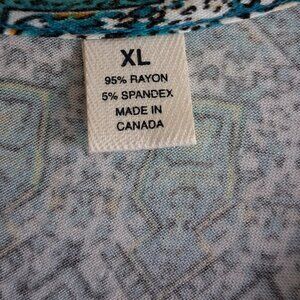 XL
95% RAYON
5% SPANDEX
MADE IN
CANADA